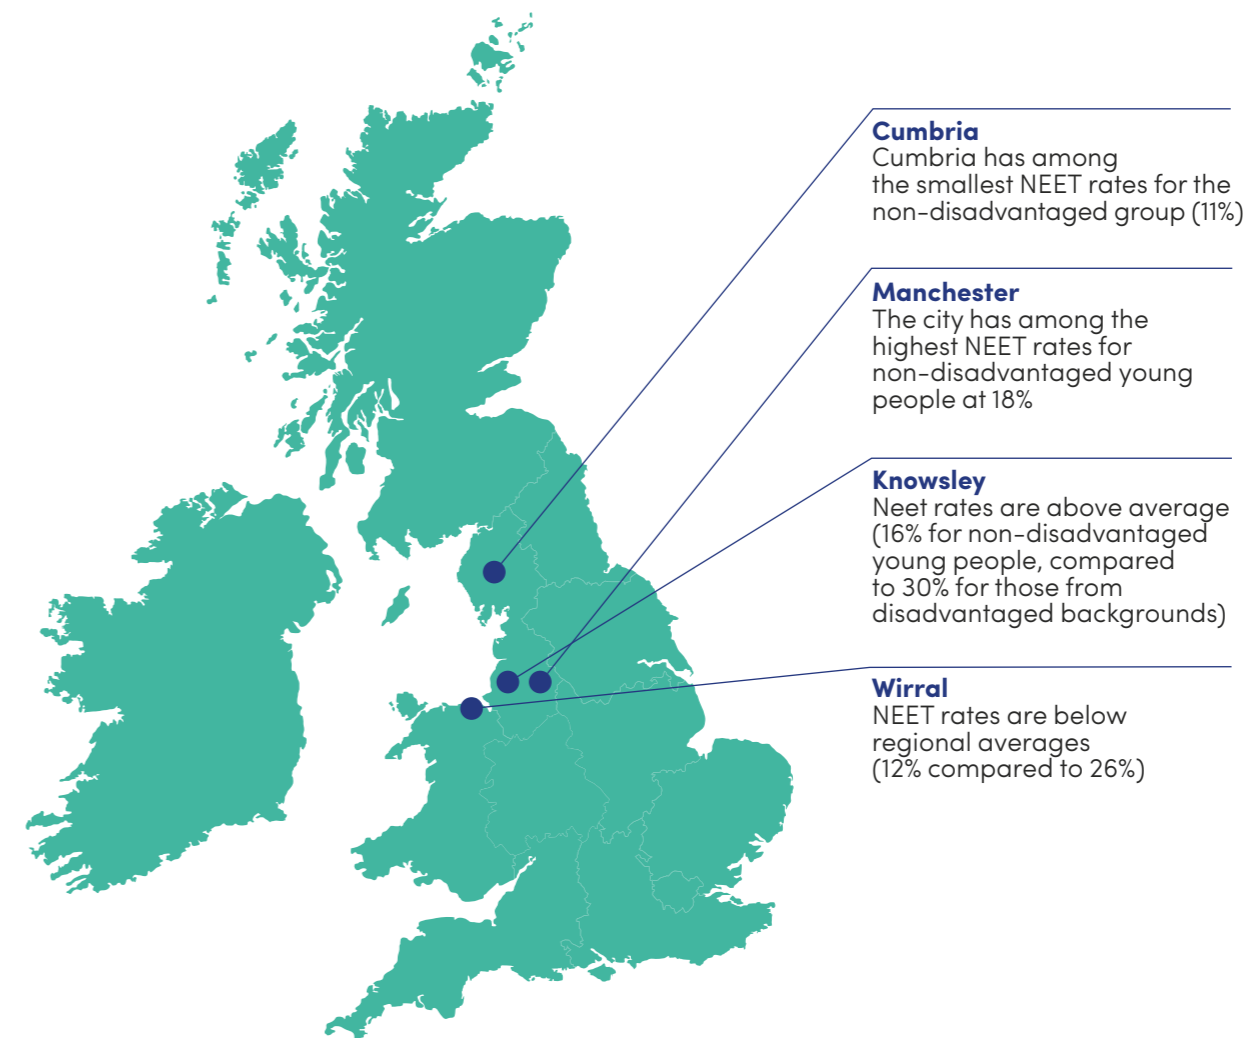 Cumbria
Cumbria has among
the smallest NEET rates for the
non-disadvantaged group (11%)
Manchester
The city has among the
highest NEET rates for
non-disadvantaged young
people at 18%
Knowsley
Neet rates are above average
(16% for non-disadvantaged
young people, compared
to 30% for those from
disadvantaged backgrounds)
Wirral
NEET rates are below
regional averages
(12% compared to 26%)